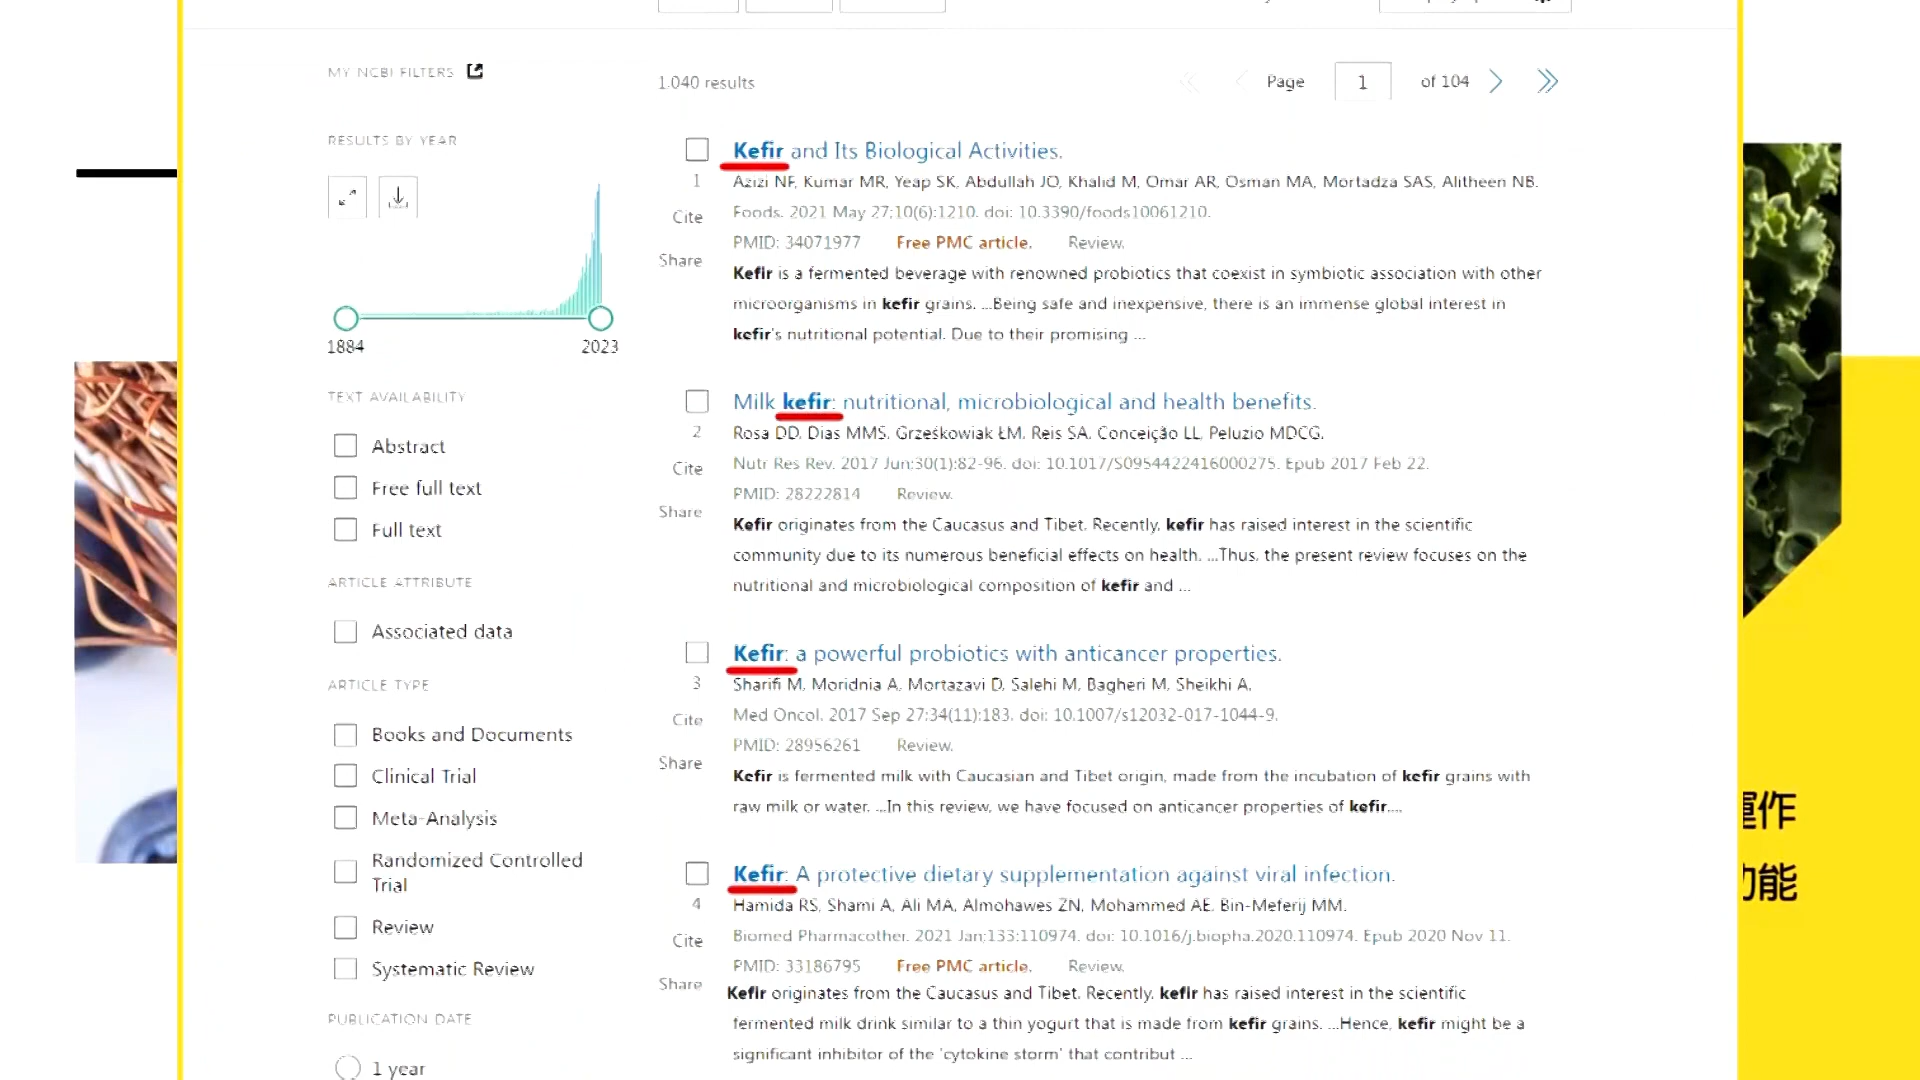 MY NCBI FILTERS
1,040 results
Page 1 of 104
RESULTS BY YEAR
1884 2023
TEXT AVAILABILITY
Abstract
Free full text
Full text
ARTICLE ATTRIBUTE
Associated data
ARTICLE TYPE
Books and Documents
Clinical Trial
Meta-Analysis
Randomized Controlled
Trial
Review
Systematic Review
PUBLICATION DATE
1 year
Kefir and Its Biological Activities.
1
Azizi NF, Kumar MR, Yeap SK, Abdullah JO, Khalid M, Omar AR, Osman MA, Mortadza SAS, Alitheen NB.
Cite
Foods. 2021 May 27;10(6):1210. doi: 10.3390/foods10061210.
PMID: 34071977 Free PMC article. Review.
Share
Kefir is a fermented beverage with renowned probiotics that coexist in symbiotic association with other
microorganisms in kefir grains. ...Being safe and inexpensive, there is an immense global interest in
kefir's nutritional potential. Due to their promising ...
Milk kefir: nutritional, microbiological and health benefits.
2
Rosa DD, Dias MMS, Grześkowiak ŁM, Reis SA, Conceição LL, Peluzio MDCG.
Cite
Nutr Res Rev. 2017 Jun;30(1):82-96. doi: 10.1017/S0954422416000275. Epub 2017 Feb 22.
PMID: 28222814 Review.
Share
Kefir originates from the Caucasus and Tibet. Recently, kefir has raised interest in the scientific
community due to its numerous beneficial effects on health. ...Thus, the present review focuses on the
nutritional and microbiological composition of kefir and ...
Kefir: a powerful probiotics with anticancer properties.
3
Sharifi M, Moridnia A, Mortazavi D, Salehi M, Bagheri M, Sheikhi A.
Cite
Med Oncol. 2017 Sep 27;34(11):183. doi: 10.1007/s12032-017-1044-9.
PMID: 28956261 Review.
Share
Kefir is fermented milk with Caucasian and Tibet origin, made from the incubation of kefir grains with
raw milk or water. ...In this review, we have focused on anticancer properties of kefir....
Kefir: A protective dietary supplementation against viral infection.
4
Hamida RS, Shami A, Ali MA, Almohawes ZN, Mohammed AE, Bin-Meferij MM.
Cite
Biomed Pharmacother. 2021 Jan;133:110974. doi: 10.1016/j.biopha.2020.110974. Epub 2020 Nov 11.
PMID: 33186795 Free PMC article. Review.
Share
Kefir originates from the Caucasus and Tibet. Recently, kefir has raised interest in the scientific
fermented milk drink similar to a thin yogurt that is made from kefir grains. ...Hence, kefir might be a
significant inhibitor of the 'cytokine storm' that contribut ...
運作
功能